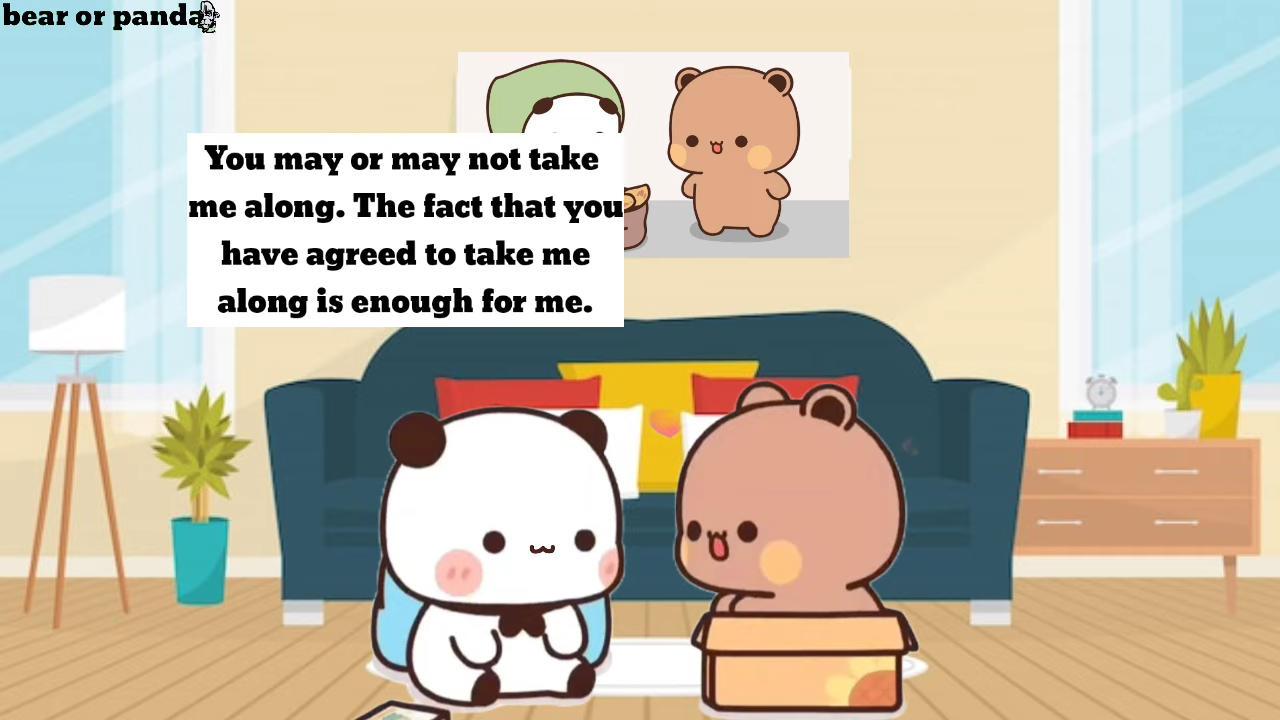 bear or panda
You may or may not take
me along. The fact that you
have agreed to take me
along is enough for me.